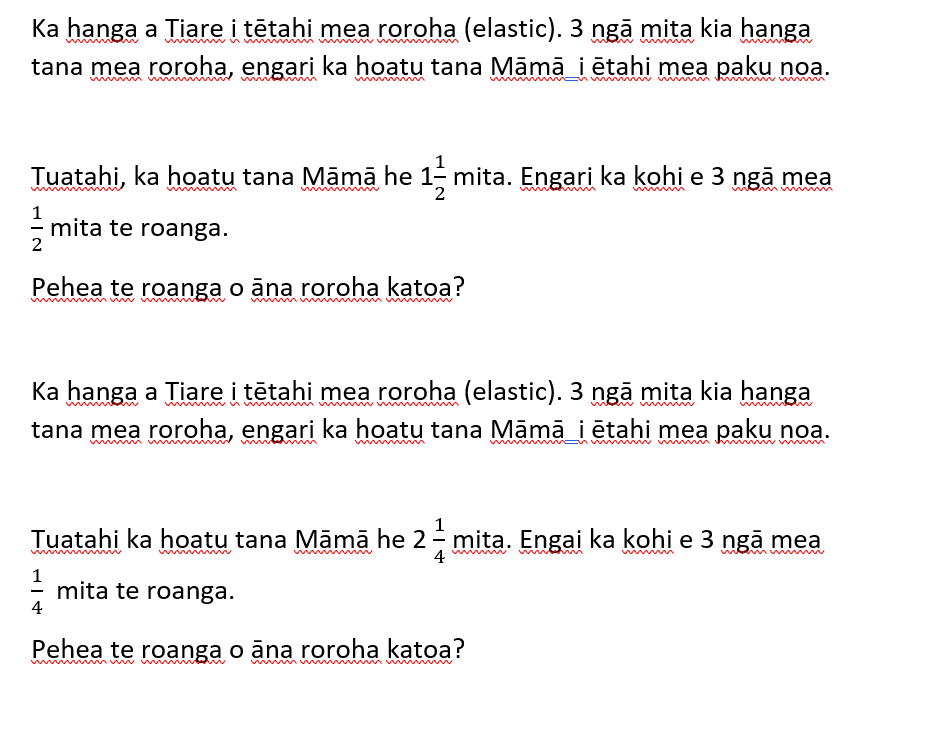 Ka hanga a Tiare i tētahi mea roroha (elastic). 3 ngā mita kia hanga
tana mea roroha, engari ka hoatu tana Māmā i ētahi mea paku noa.
Tuatahi, ka hoatu tana Māmā he 1 1/2 mita. Engari ka kohi e 3 ngā mea
1/2 mita te roanga.
Pehea te roanga o āna roroha katoa?
Ka hanga a Tiare i tētahi mea roroha (elastic). 3 ngā mita kia hanga
tana mea roroha, engari ka hoatu tana Māmā i ētahi mea paku noa.
Tuatahi ka hoatu tana Māmā he 2 1/4 mita. Engai ka kohi e 3 ngā mea
1/4 mita te roanga.
Pehea te roanga o āna roroha katoa?